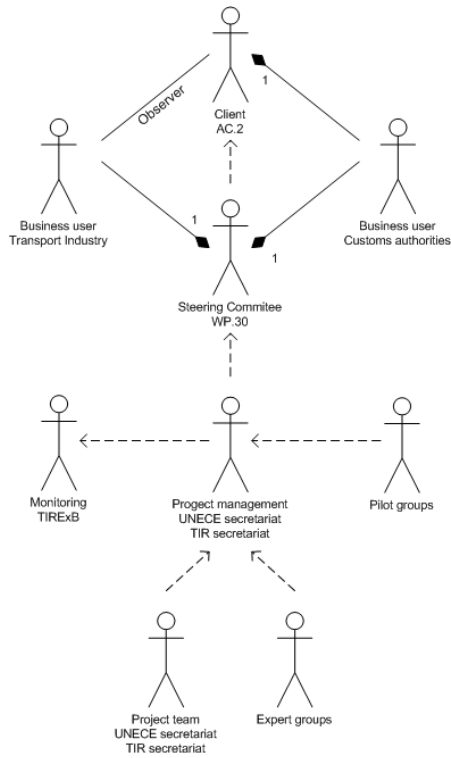 Observer
1
Client
AC.2
Business user
Transport Industry
Business user
Customs authorities
1
1
Steering Commitee
WP.30
Monitoring
TIRExB
Progect management
UNECE secretariat
TIR secretariat
Pilot groups
Project team
UNECE secretariat
TIR secretariat
Expert groups